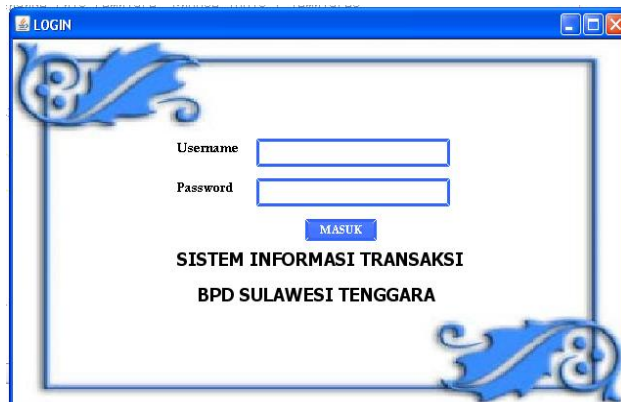 LOGIN
Username
Password
MASUK
SISTEM INFORMASI TRANSAKSI
BPD SULAWESI TENGGARA